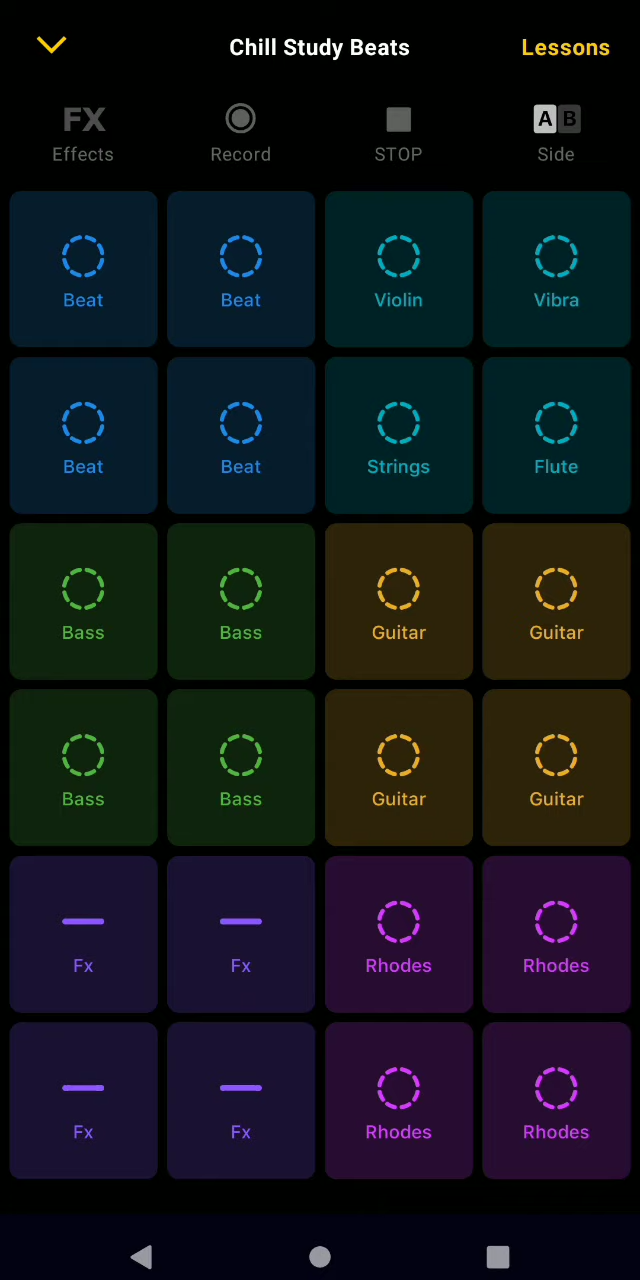 Chill Study Beats Lessons
FX
A B
Effects Record STOP Side
Beat Beat Violin Vibra
Beat Beat Strings Flute
Bass Bass Guitar Guitar
Bass Bass Guitar Guitar
Fx Fx Rhodes Rhodes
Fx Fx Rhodes Rhodes